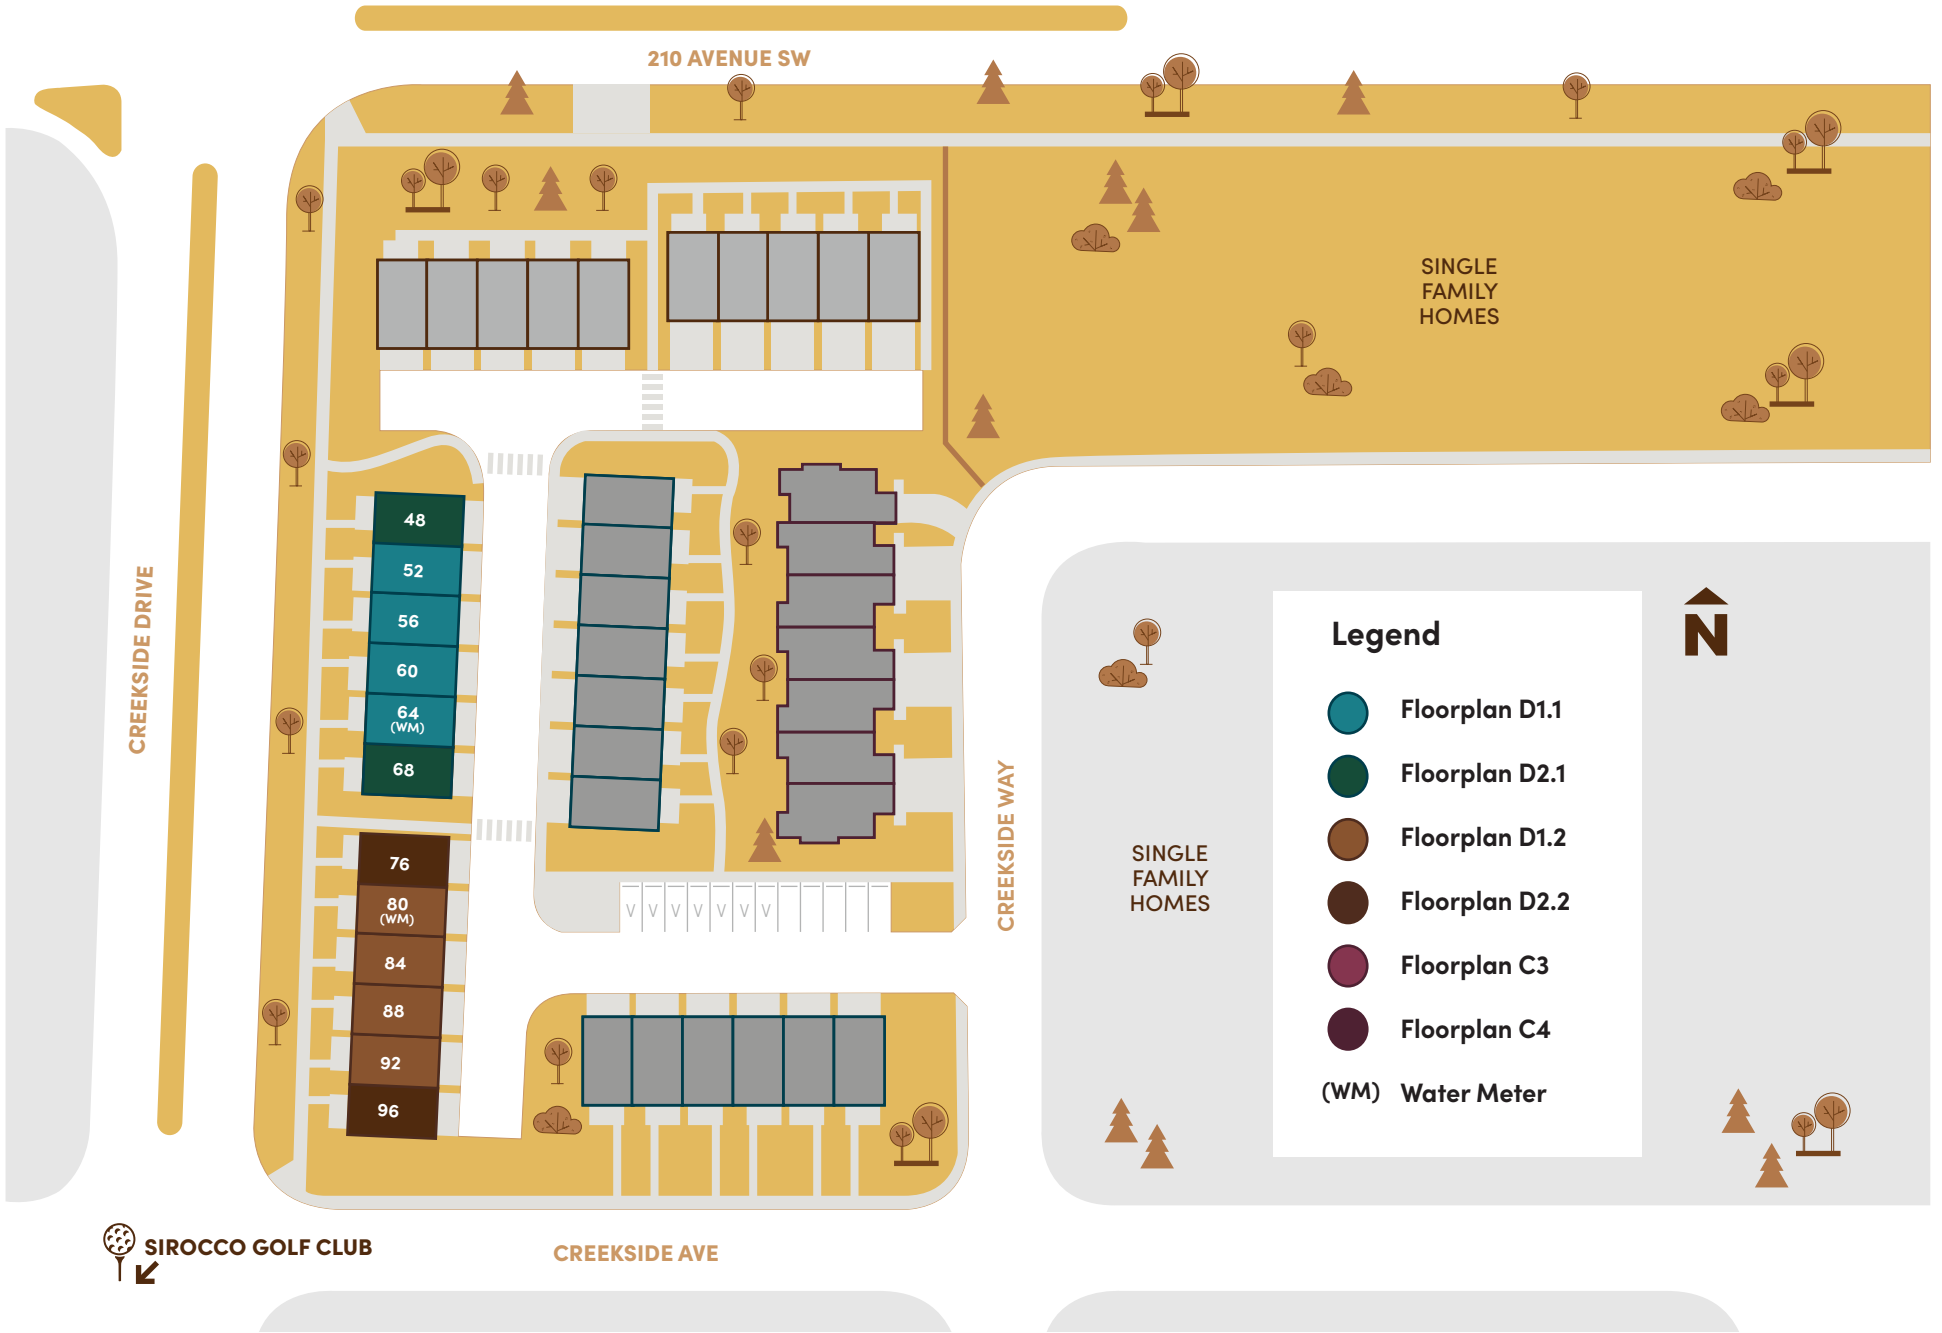 210 AVENUE SW
SINGLE
FAMILY
HOMES
CREEKSIDE DRIVE
48
52
56
60
64
(WM)
68
76
80
(WM)
84
88
92
96
CREEKSIDE WAY
SINGLE
FAMILY
HOMES
V V V V V V V
Legend
Floorplan D1.1
Floorplan D2.1
Floorplan D1.2
Floorplan D2.2
Floorplan C3
Floorplan C4
(WM) Water Meter
N
SIROCCO GOLF CLUB
CREEKSIDE AVE